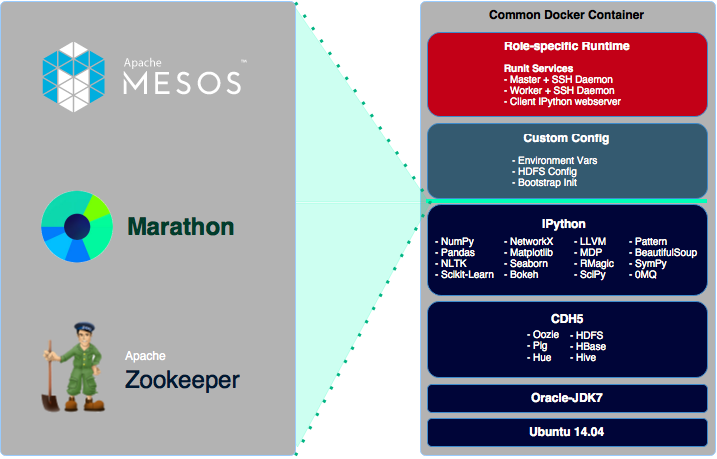 Apache
MESOS™
Marathon
Apache
Zookeeper
Common Docker Container
Role-specific Runtime
Runit Services
- Master + SSH Daemon
- Worker + SSH Daemon
- Client IPython webserver
Custom Config
- Environment Vars
- HDFS Config
- Bootstrap Init
IPython
- NumPy - NetworkX - LLVM - Pattern
- Pandas - Matplotlib - MDP - BeautifulSoup
- NLTK - Seaborn - RMagic - SymPy
- Scikit-Learn - Bokeh - SciPy - 0MQ
CDH5
- Oozie - HDFS
- Pig - HBase
- Hue - Hive
Oracle-JDK7
Ubuntu 14.04